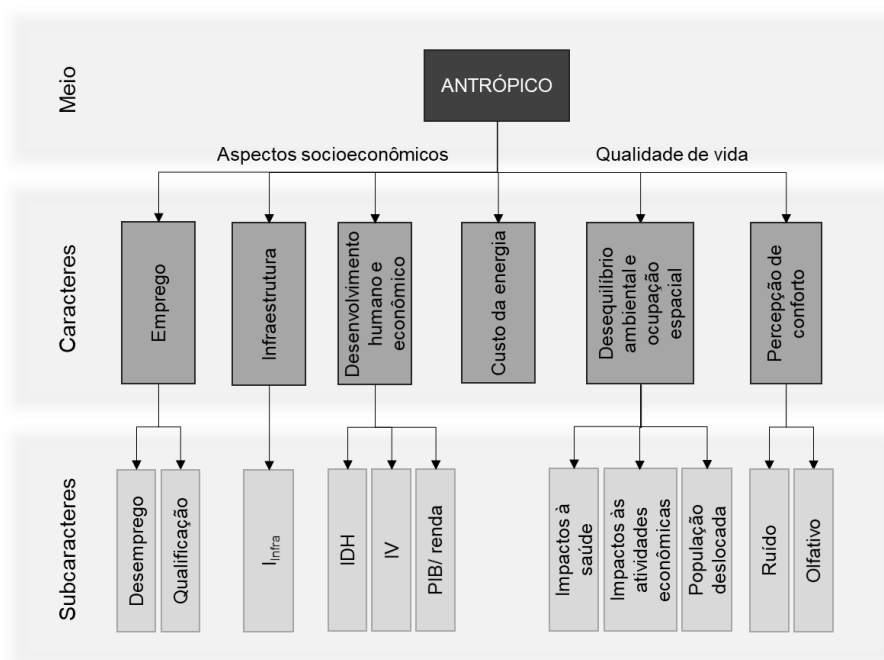 Meio
ANTRÓPICO
Aspectos socioeconômicos
Qualidade de vida
Caracteres
Emprego
Infraestrutura
Desenvolvimento
humano e
econômico
Custo da energia
Desequilíbrio
ambiental e
ocupação
espacial
Percepção de
conforto
Subcaracteres
Desemprego
Qualificação
I_Infra
IDH
IV
PIB/ renda
Impactos à
saúde
Impactos às
atividades
econômicas
População
deslocada
Ruído
Olfativo